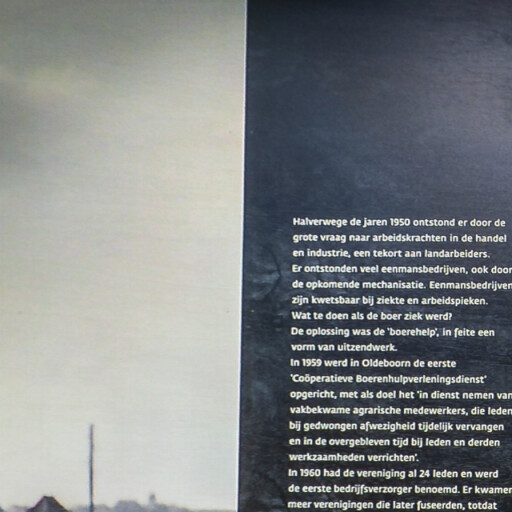 Halverwege de jaren 1950 ontstond er door de
grote vraag naar arbeidskrachten in de handel
en industrie, een tekort aan landarbeiders.
Er ontstonden veel eenmansbedrijven, ook door
de opkomende mechanisatie. Eenmansbedrijven
zijn kwetsbaar bij ziekte en arbeidspieken.
Wat te doen als de boer ziek werd?
De oplossing was de 'boerehelp', in feite een
vorm van uitzendwerk.
In 1959 werd in Oldeboorn de eerste
'Coöperatieve Boerenhulpverleningsdienst'
opgericht, met als doel het 'in dienst nemen van
vakbekwame agrarische medewerkers, die leden
bij gedwongen afwezigheid tijdelijk vervangen
en in de overgebleven tijd bij leden en derden
werkzaamheden verrichten'.
In 1960 had de vereniging al 24 leden en werd
de eerste bedrijfsverzorger benoemd. Er kwamen
meer verenigingen die later fuseerden, totdat